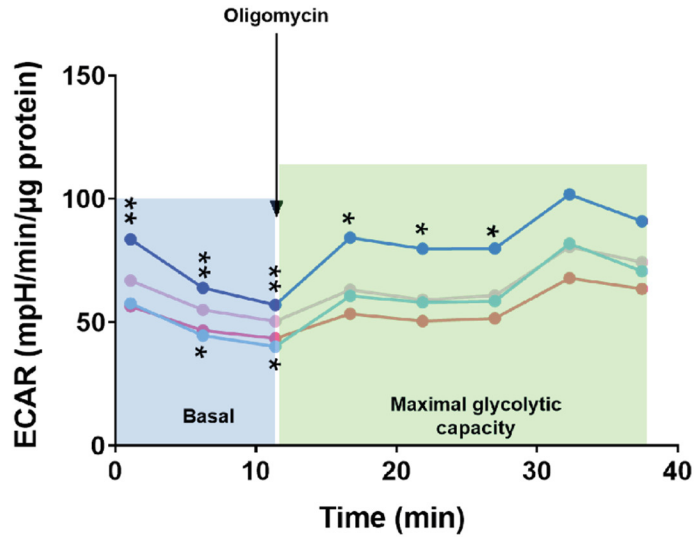 Oligomycin
ECAR (mpH/min/μg protein)
150
100
50
0
**
**
**
*
*
*
*
*
Basal
Maximal glycolytic
capacity
0
10
20
30
40
Time (min)